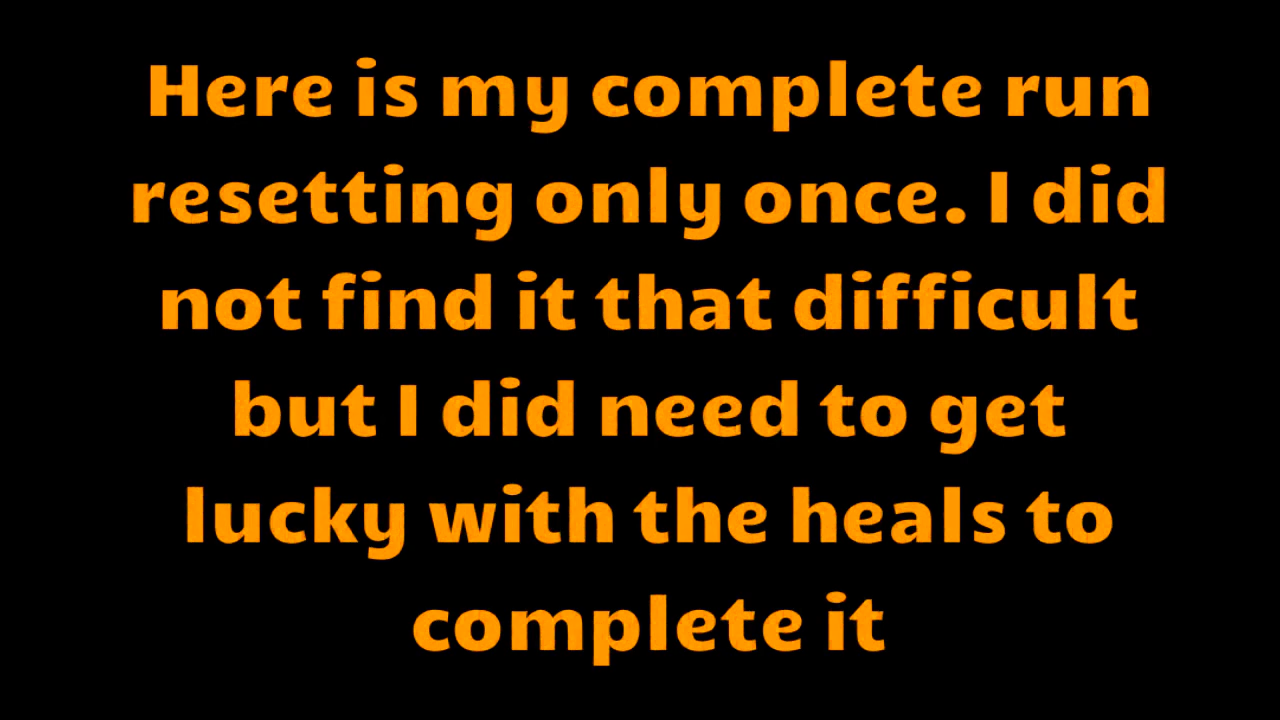 Here is my complete run
resetting only once. I did
not find it that difficult
but I did need to get
lucky with the heals to
complete it